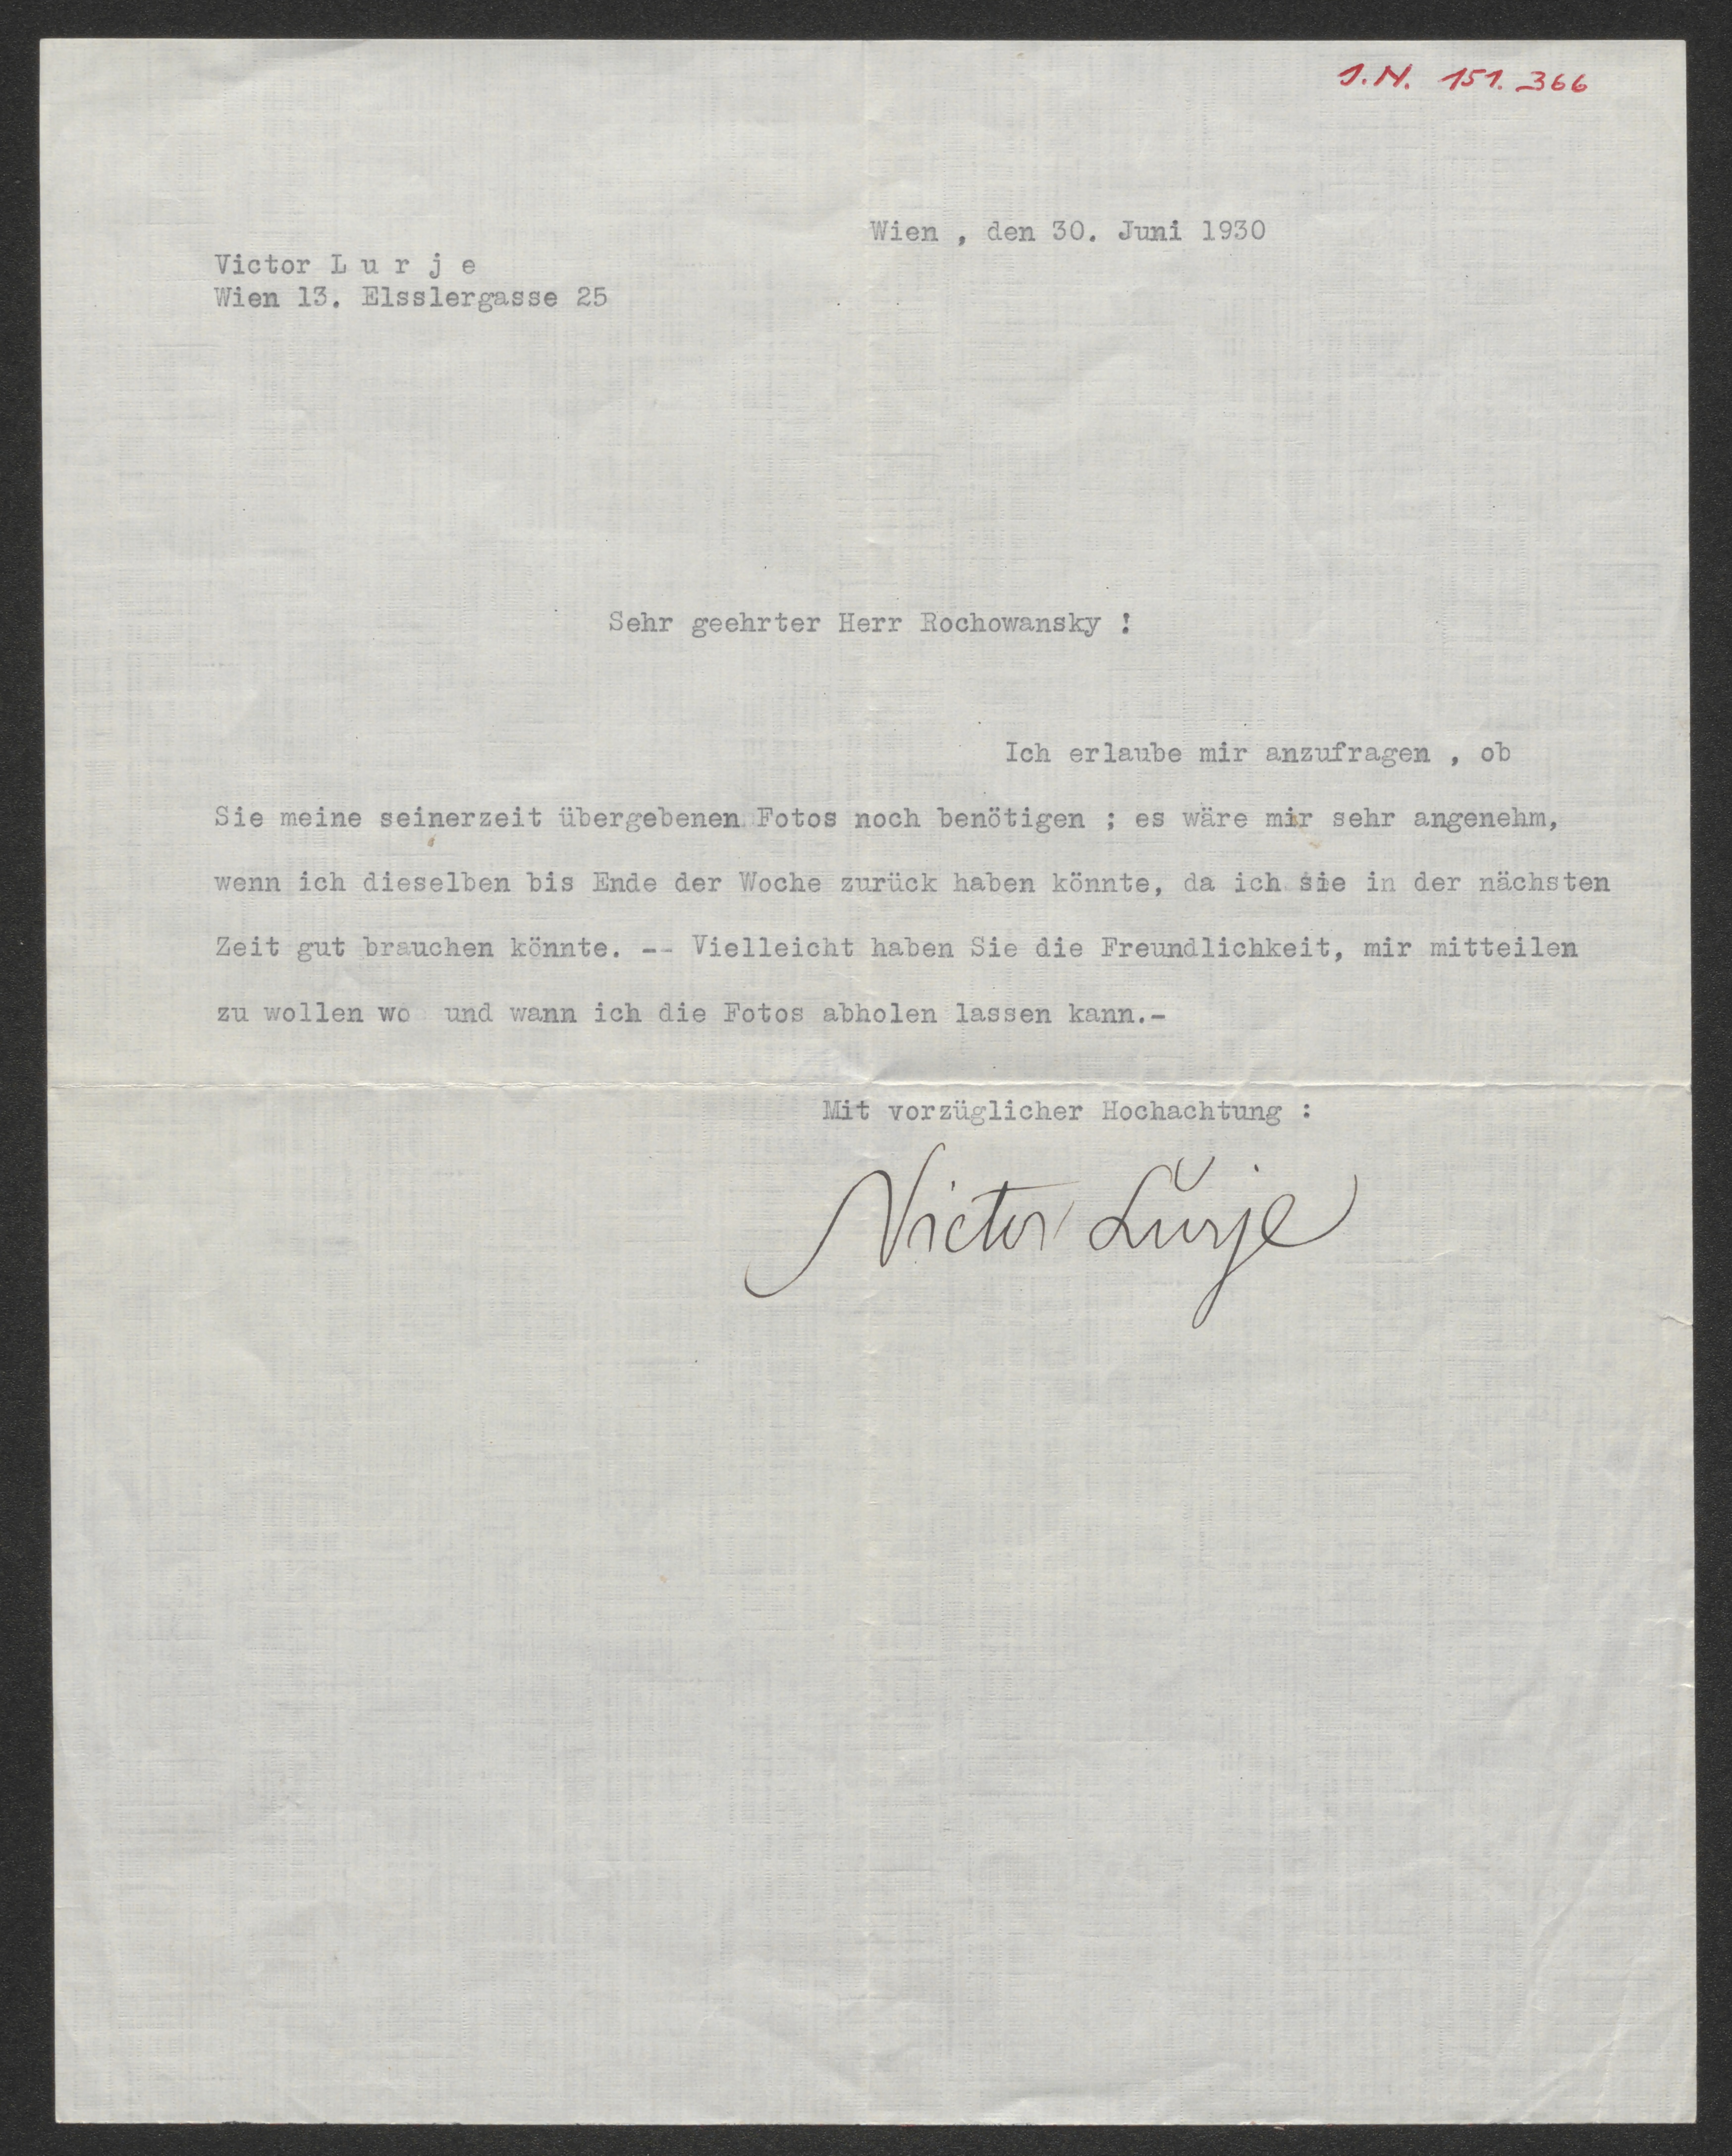 J.N. 151.366
Wien , den 30. Juni 1930
Victor L u r j e
Wien 13. Elsslergasse 25
Sehr geehrter Herr Rochowansky !
Ich erlaube mir anzufragen , ob
Sie meine seinerzeit übergebenen Fotos noch benötigen ; es wäre mir sehr angenehm,
wenn ich dieselben bis Ende der Woche zurück haben könnte, da ich sie in der nächsten
Zeit gut brauchen könnte. -- Vielleicht haben Sie die Freundlichkeit, mir mitteilen
zu wollen wo und wann ich die Fotos abholen lassen kann.-
Mit vorzüglicher Hochachtung :
Victor Lurje